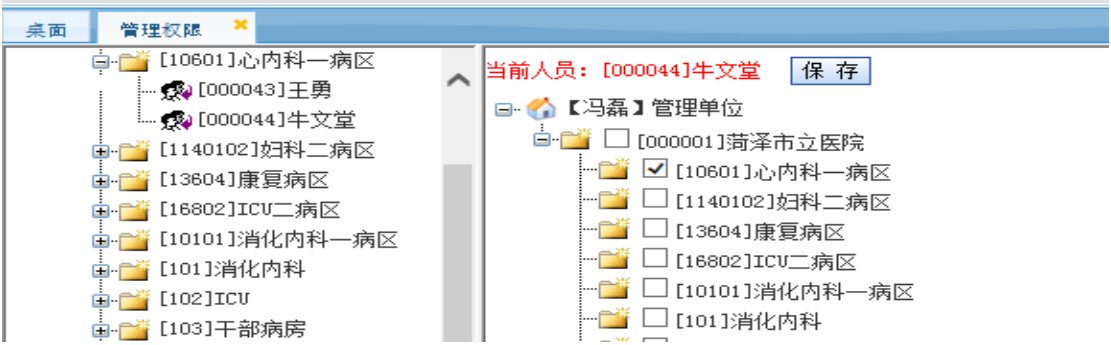 桌面 管理权限
[10601]心内科一病区
[000043]王勇
[000044]牛文堂
[1140102]妇科二病区
[13604]康复病区
[16802]ICU二病区
[10101]消化内科一病区
[101]消化内科
[102]ICU
[103]干部病房
当前人员：[000044]牛文堂 保 存
【冯磊】管理单位
[000001]菏泽市立医院
[10601]心内科一病区
[1140102]妇科二病区
[13604]康复病区
[16802]ICU二病区
[10101]消化内科一病区
[101]消化内科